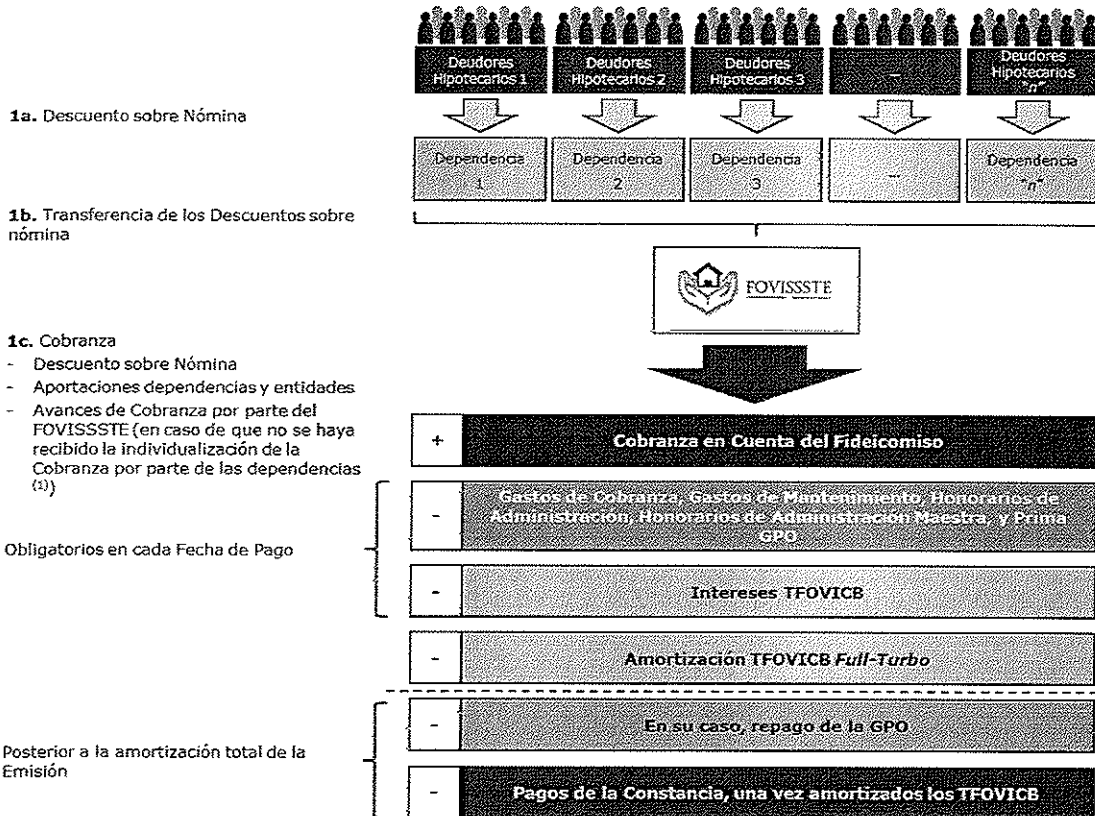 Deudores
Hipotecarios 1
Deudores
Hipotecarios 2
Deudores
Hipotecarios 3
–
Deudores
Hipotecarios
"n"
1a. Descuento sobre Nómina
Dependencia
1
Dependencia
2
Dependencia
3
–
Dependencia
"n"
1b. Transferencia de los Descuentos sobre
nómina
FOVISSSTE
1c. Cobranza
- Descuento sobre Nómina
- Aportaciones dependencias y entidades
- Avances de Cobranza por parte del
FOVISSSTE (en caso de que no se haya
recibido la individualización de la
Cobranza por parte de las dependencias
(1))
+ Cobranza en Cuenta del Fideicomiso
- Gastos de Cobranza, Gastos de Mantenimiento, Honorarios de
Administración, Honorarios de Administración Maestra, y Prima
GPO
Obligatorios en cada Fecha de Pago
- Intereses TFOVICB
- Amortización TFOVICB Full-Turbo
- En su caso, repago de la GPO
Posterior a la amortización total de la
Emisión
- Pagos de la Constancia, una vez amortizados los TFOVICB